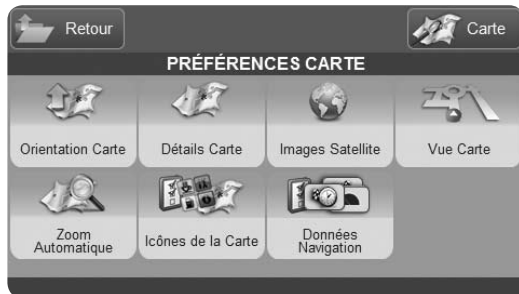 Retour
Carte
PRÉFÉRENCES CARTE
Orientation Carte
Détails Carte
Images Satellite
Vue Carte
Zoom
Automatique
Icônes de la Carte
Données
Navigation